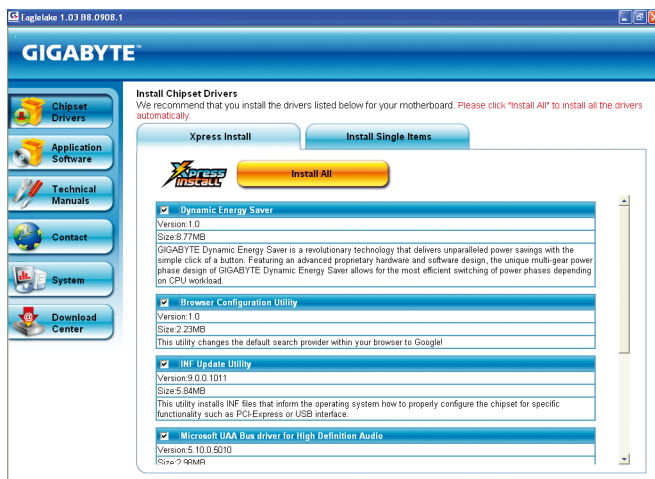 Eaglelake 1.03 B8.0908.1
GIGABYTE™
Chipset
Drivers
Application
Software
Technical
Manuals
Contact
System
Download
Center
Install Chipset Drivers
We recommend that you install the drivers listed below for your motherboard. Please click "Install All" to install all the drivers
automatically.
Xpress Install
Install Single Items
Xpress
Install
Install All
Dynamic Energy Saver
Version:1.0
Size:8.77MB
GIGABYTE Dynamic Energy Saver is a revolutionary technology that delivers unparalleled power savings with the
simple click of a button. Featuring an advanced proprietary hardware and software design, the unique multi-gear power
phase design of GIGABYTE Dynamic Energy Saver allows for the most efficient switching of power phases depending
on CPU workload.
Browser Configuration Utility
Version:1.0
Size:2.23MB
This utility changes the default search provider within your browser to Google!
INF Update Utility
Version:9.0.0.1011
Size:5.84MB
This utility installs INF files that inform the operating system how to properly configure the chipset for specific
functionality such as PCI-Express or USB interface.
Microsoft UAA Bus driver for High Definition Audio
Version:5.10.0.5010
Size:2.98MB